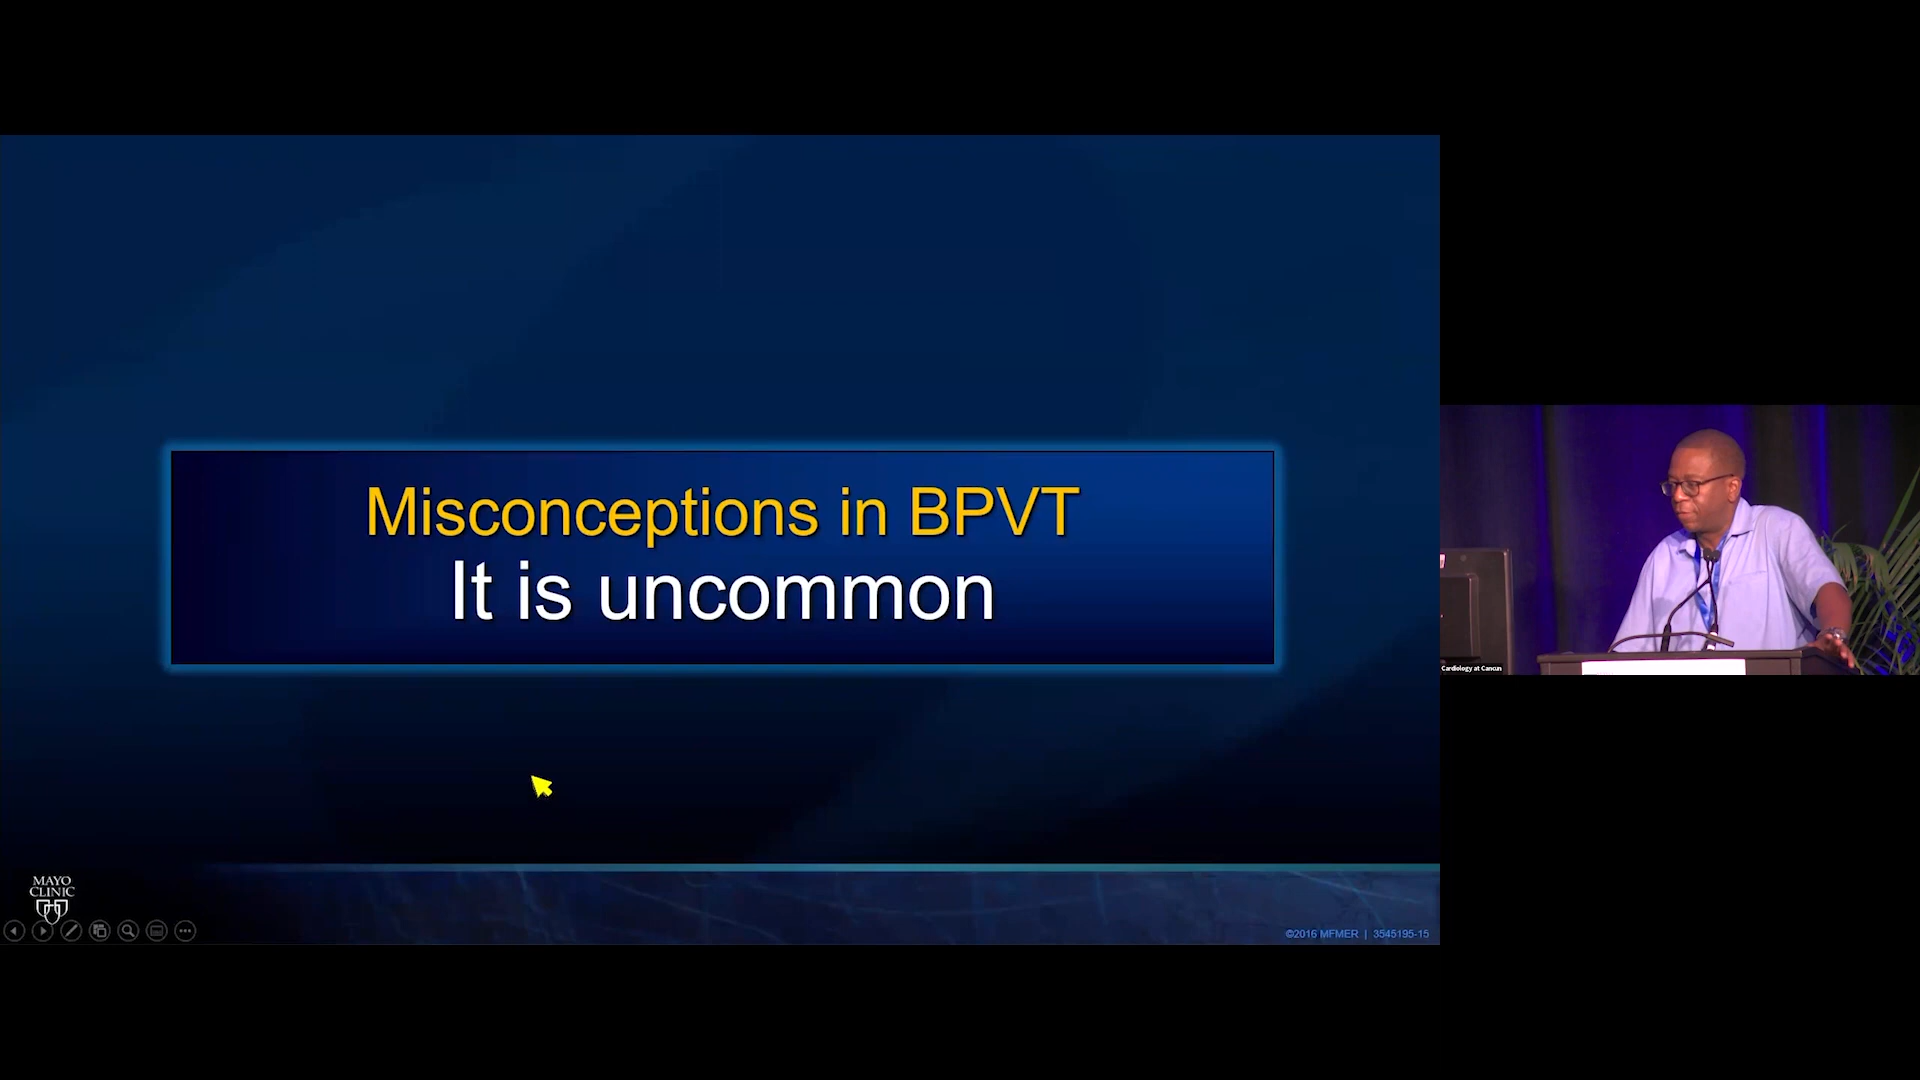 Misconceptions in BPVT
It is uncommon
MAYO
CLINIC
©2016 MFMER | 3545195-15
Cardiology at Cancun